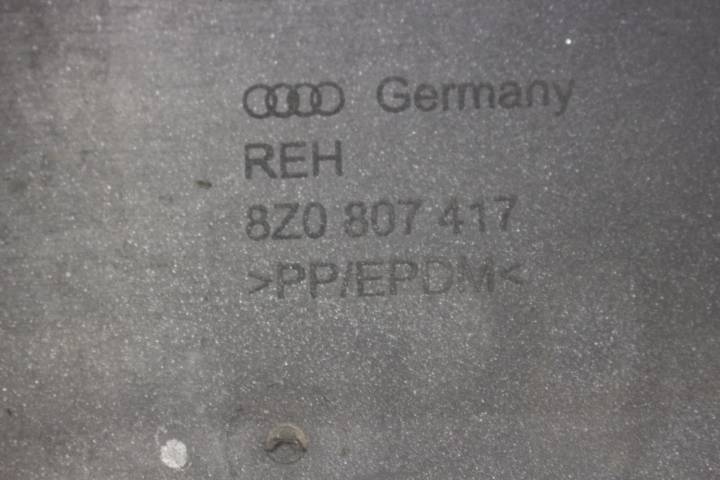 Germany
REH
8Z0 807 417
>PP/EPDM<